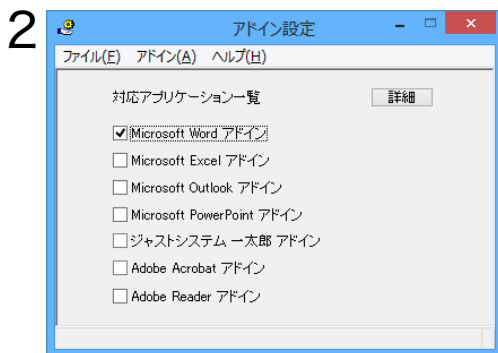 2
アドイン設定
ファイル(F) アドイン(A) ヘルプ(H)
対応アプリケーション一覧 詳細
Microsoft Word アドイン
Microsoft Excel アドイン
Microsoft Outlook アドイン
Microsoft PowerPoint アドイン
ジャストシステム 一太郎 アドイン
Adobe Acrobat アドイン
Adobe Reader アドイン